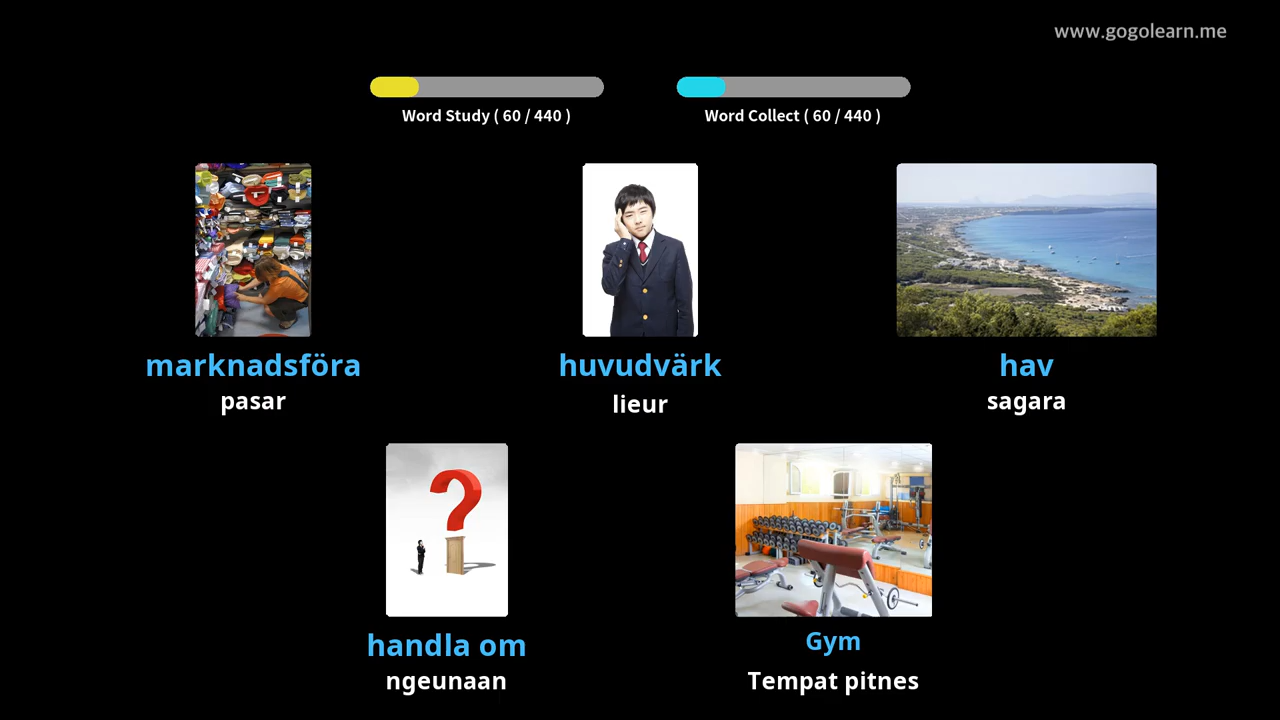 www.gogolearn.me
Word Study ( 60 / 440 )
Word Collect ( 60 / 440 )
marknadsföra
pasar
huvudvärk
lieur
hav
sagara
handla om
ngeunaan
Gym
Tempat pitnes